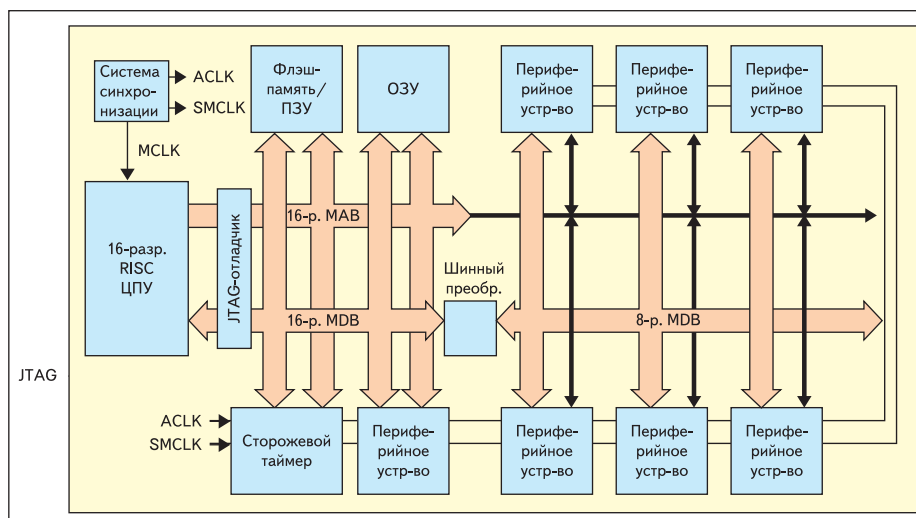 Система
синхро-
низации
ACLK
SMCLK
MCLK
Флэш-
память/
ПЗУ
ОЗУ
Перифе-
рийное
устр-во
Перифе-
рийное
устр-во
Перифе-
рийное
устр-во
16-разр.
RISC
ЦПУ
JTAG-отладчик
16-р. MAB
Шинный
преобр.
16-р. MDB
8-р. MDB
JTAG
ACLK
SMCLK
Сторожевой
таймер
Перифе-
рийное
устр-во
Перифе-
рийное
устр-во
Перифе-
рийное
устр-во
Перифе-
рийное
устр-во